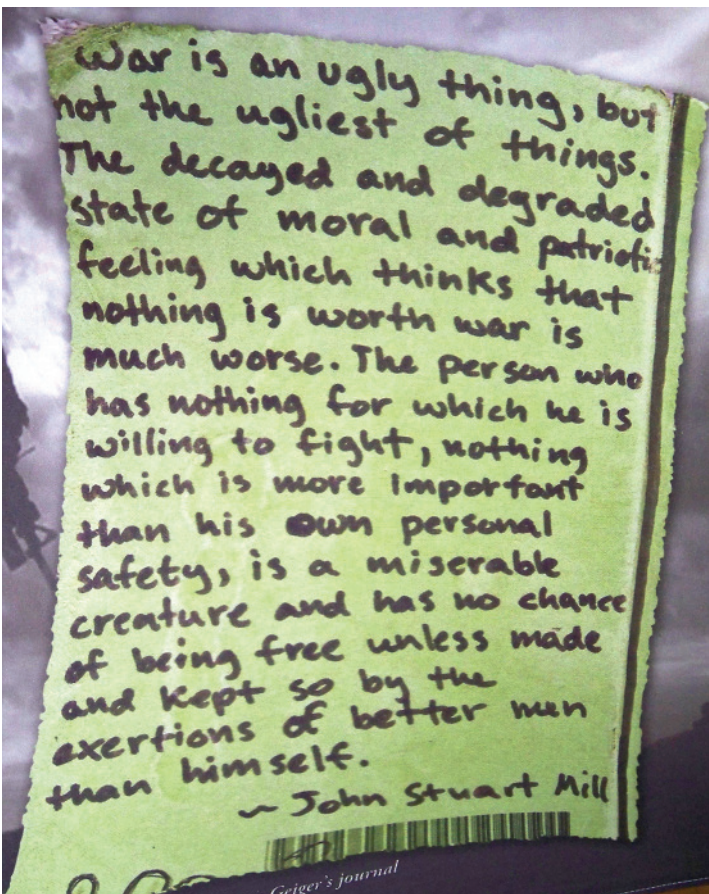 war is an ugly thing, but
not the ugliest of things.
The decayed and degraded
state of moral and patriotic
feeling which thinks that
nothing is worth war is
much worse. The person who
has nothing for which he is
willing to fight, nothing
which is more important
than his own personal
safety, is a miserable
creature and has no chance
of being free unless made
and kept so by the
exertions of better men
than himself.
~ John Stuart Mill
Geiger's journal